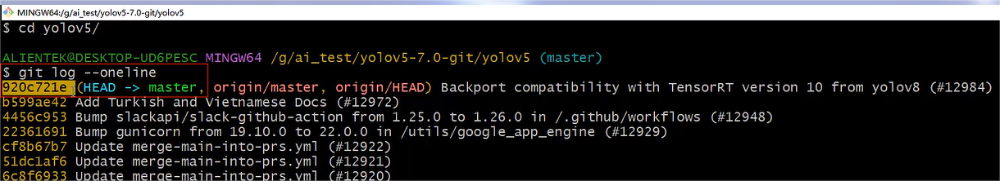 MINGW64:/g/ai_test/yolov5-7.0-git/yolov5
$ cd yolov5/
ALIENTEK@DESKTOP-UD6PESC MINGW64 /g/ai_test/yolov5-7.0-git/yolov5 (master)
$ git log --oneline
920c721e (HEAD -> master, origin/master, origin/HEAD) Backport compatibility with TensorRT version 10 from yolov8 (#12984)
b599ae42 Add Turkish and Vietnamese Docs (#12972)
4456c953 Bump slackapi/slack-github-action from 1.25.0 to 1.26.0 in /.github/workflows (#12948)
22361691 Bump gunicorn from 19.10.0 to 22.0.0 in /utils/google_app_engine (#12929)
cf8b67b7 Update merge-main-into-prs.yml (#12922)
51dc1af6 Update merge-main-into-prs.yml (#12921)
6c8f6933 Update merge-main-into-prs.yml (#12920)